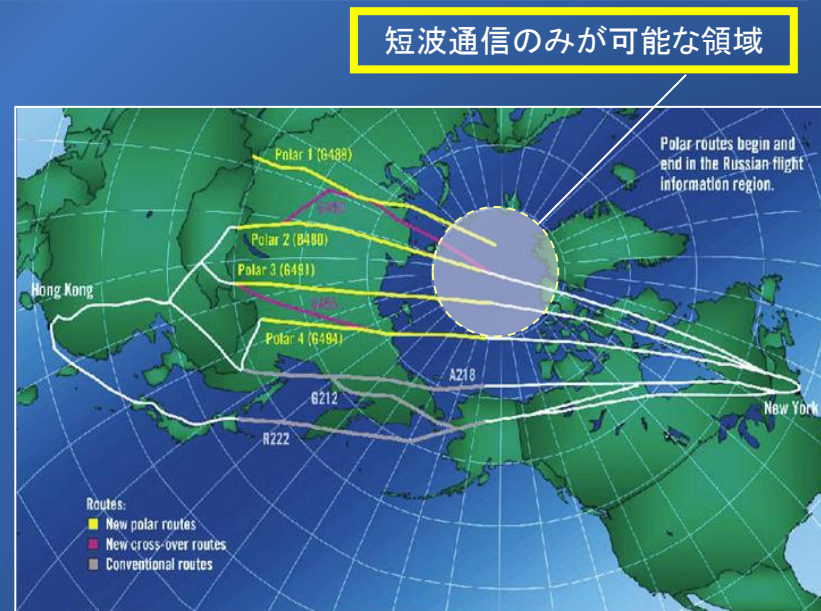 短波通信のみが可能な領域
Polar routes begin and
end in the Russian flight
information region.
Polar 1 (G488)
Polar 2 (B480)
Polar 3 (G491)
Hong Kong
Polar 4 (G494)
A218
G212
New York
R222
Routes:
New polar routes
New cross-over routes
Conventional routes